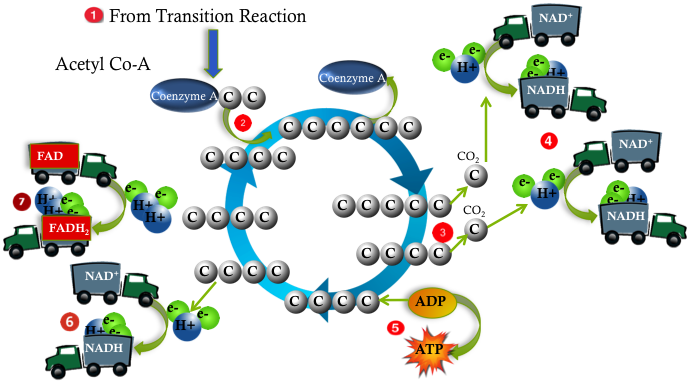 1 From Transition Reaction
Acetyl Co-A
Coenzyme A C C
2
Coenzyme A
C C C C C C
C C C C
C C C C
C C C C
C C C C
C C C C C
C C C C
3
CO2
C
CO2
C
e- e-
H+
NAD+
e-
e- H+
NADH
4
e- e-
H+
NAD+
e-
e- H+
NADH
ADP
5
ATP
NAD+
e-
H+ e-
6
e-
H+ e-
NADH
FAD
e- e-
H+
H+
7
H+ e-
H+ e-
FADH2